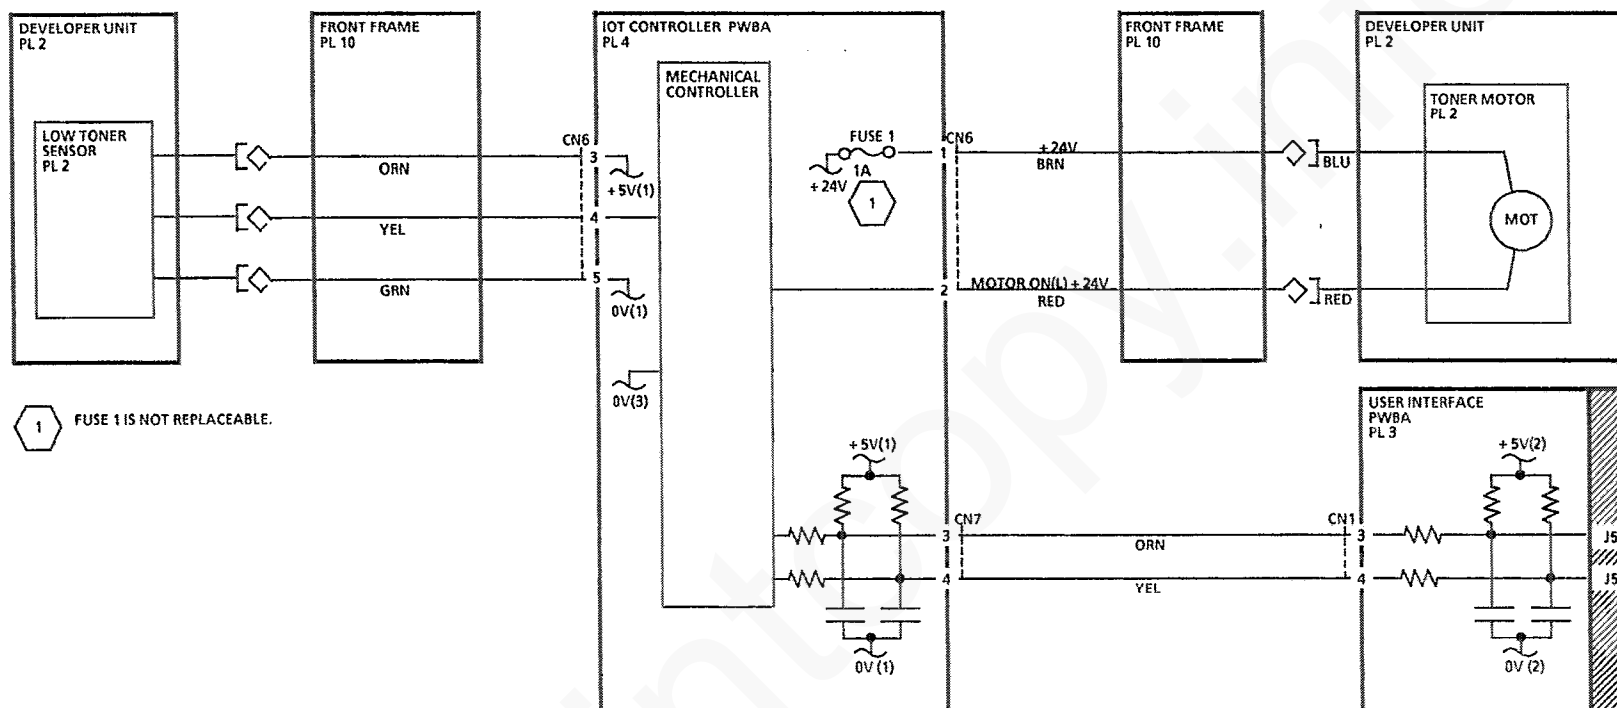 DEVELOPER UNIT
PL 2
LOW TONER
SENSOR
PL 2
FRONT FRAME
PL 10
ORN
YEL
GRN
IOT CONTROLLER PWBA
PL 4
MECHANICAL
CONTROLLER
CN6
3
+5V(1)
4
5
0V(1)
0V(3)
FUSE 1
1A
+24V
1
CN6
1
2
+24V
BRN
MOTOR ON(L) +24V
RED
FRONT FRAME
PL 10
BLU
RED
DEVELOPER UNIT
PL 2
TONER MOTOR
PL 2
MOT
1
FUSE 1 IS NOT REPLACEABLE.
+5V(1)
0V (1)
CN7
3
4
ORN
YEL
CN1
3
4
USER INTERFACE
PWBA
PL 3
+5V(2)
0V (2)
J5
J5
intcopy.inf